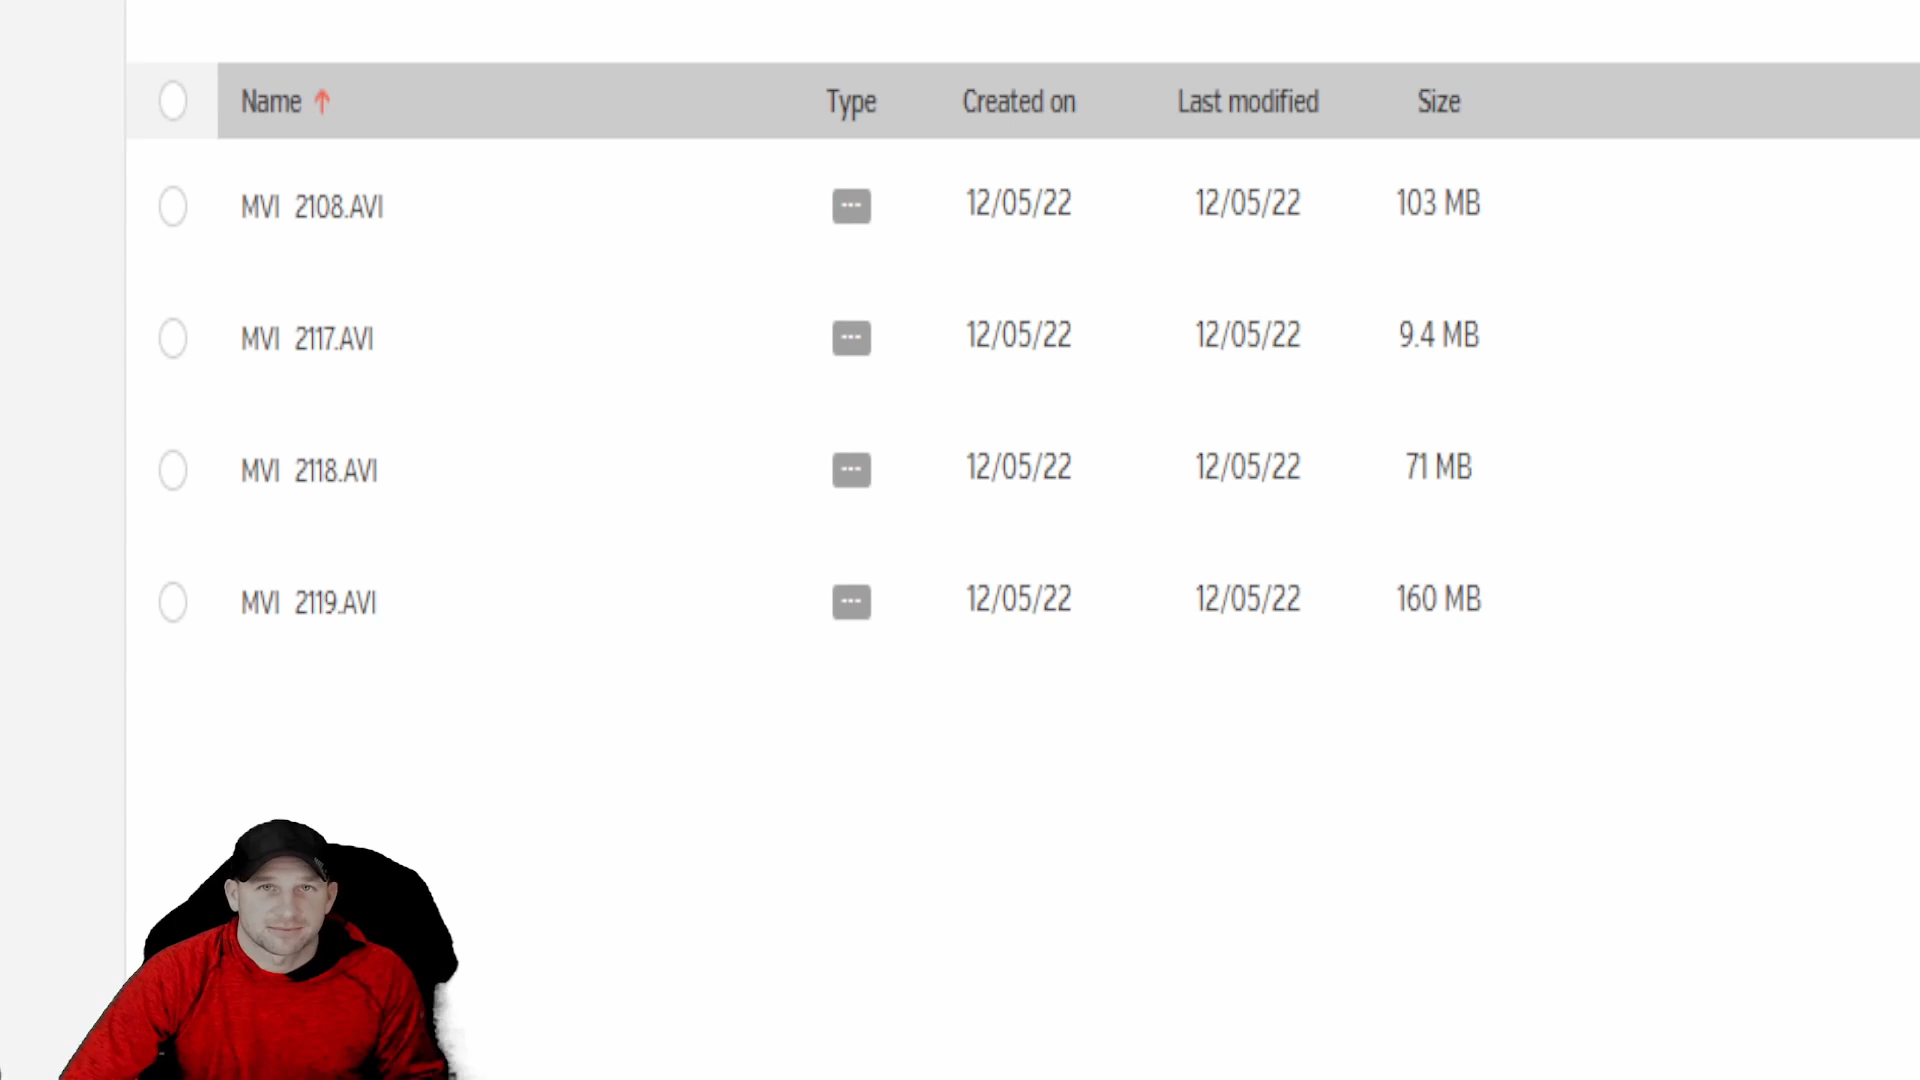 Name Type Created on Last modified Size
MVI 2108.AVI 12/05/22 12/05/22 103 MB
MVI 2117.AVI 12/05/22 12/05/22 9.4 MB
MVI 2118.AVI 12/05/22 12/05/22 71 MB
MVI 2119.AVI 12/05/22 12/05/22 160 MB